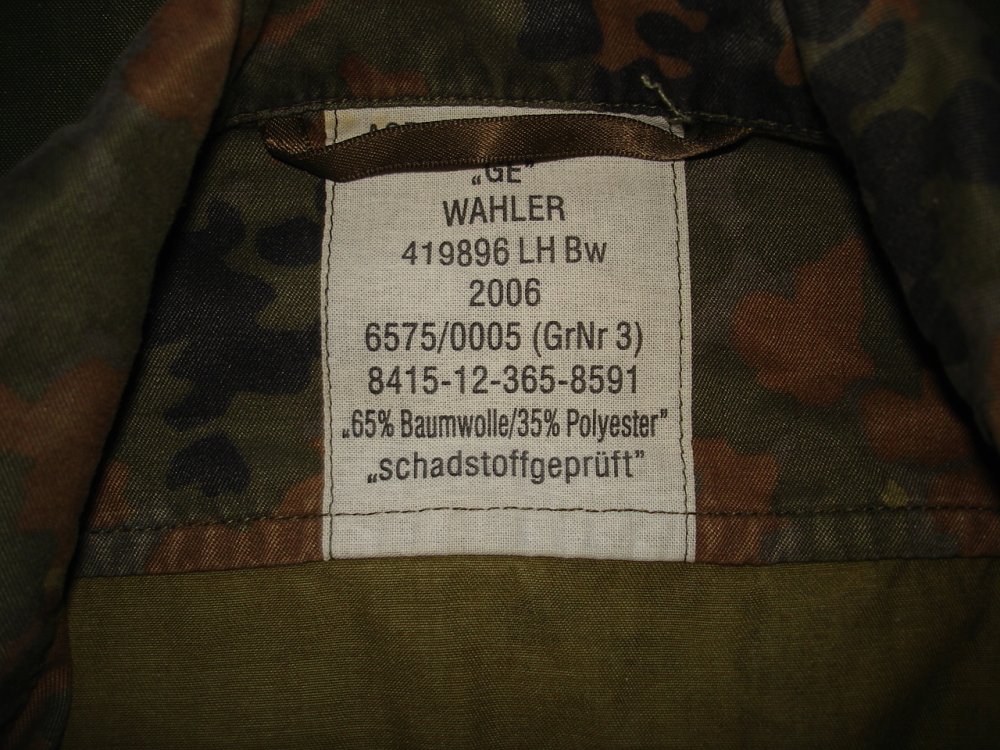 „GE”
WAHLER
419896 LH Bw
2006
6575/0005 (GrNr 3)
8415-12-365-8591
„65% Baumwolle/35% Polyester”
„schadstoffgeprüft”